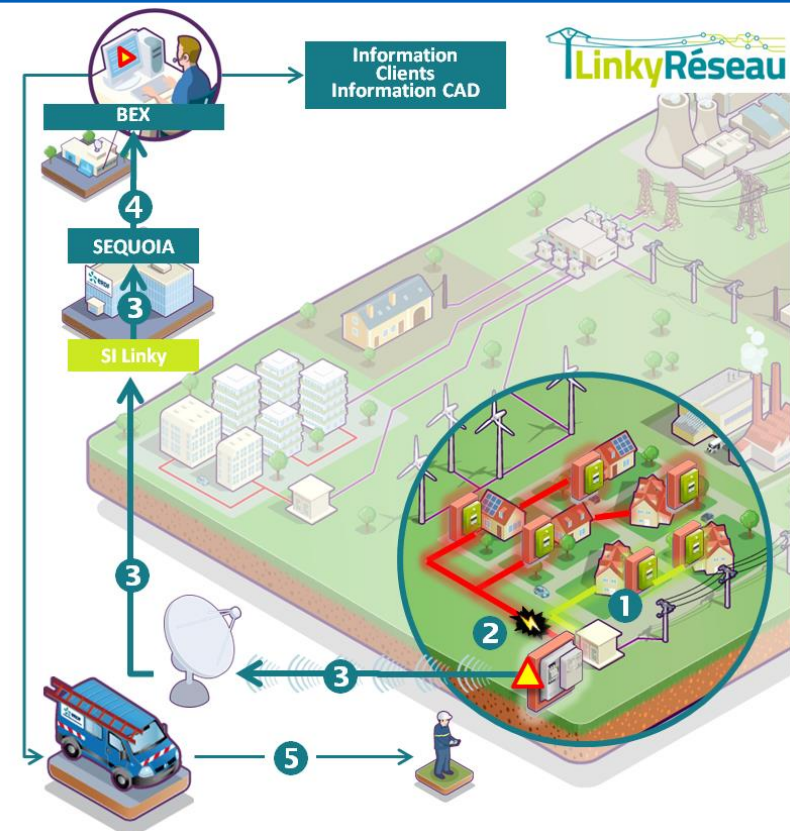 Information
Clients
Information CAD
LinkyRéseau
BEX
4
SEQUOIA
3
SI Linky
3
1
2
3
5